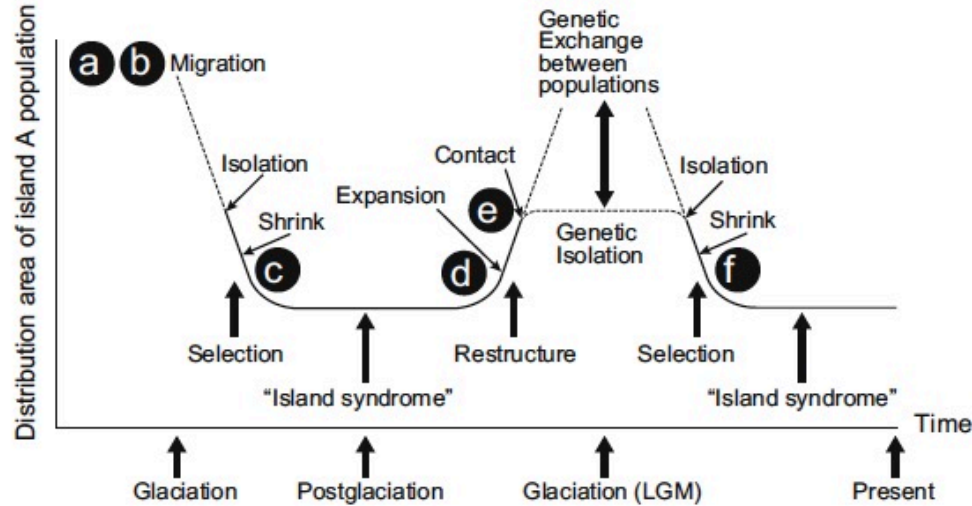 Distribution area of island A population
a b Migration
Genetic
Exchange
between
populations
Isolation
Contact
Isolation
Shrink
Expansion
e
Shrink
c
d
Genetic
Isolation
f
Selection
Restructure
Selection
"Island syndrome"
"Island syndrome"
Time
Glaciation
Postglaciation
Glaciation (LGM)
Present